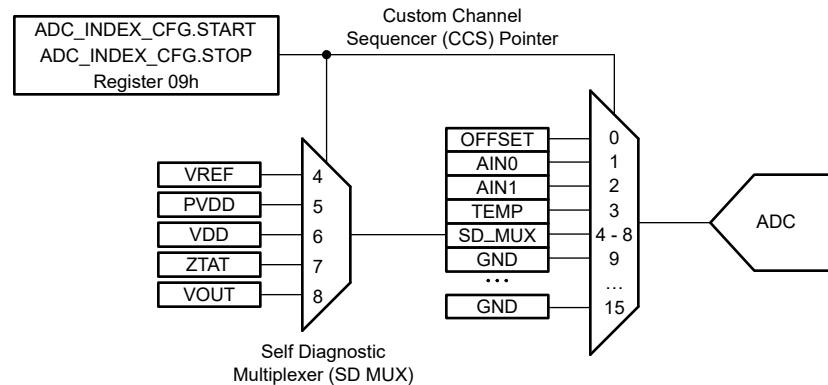 ADC_INDEX_CFG.START
ADC_INDEX_CFG.STOP
Register 09h
Custom Channel
Sequencer (CCS) Pointer
VREF
PVDD
VDD
ZTAT
VOUT
4
5
6
7
8
Self Diagnostic
Multiplexer (SD MUX)
OFFSET
AIN0
AIN1
TEMP
SD_MUX
GND
...
GND
0
1
2
3
4 - 8
9
...
15
ADC